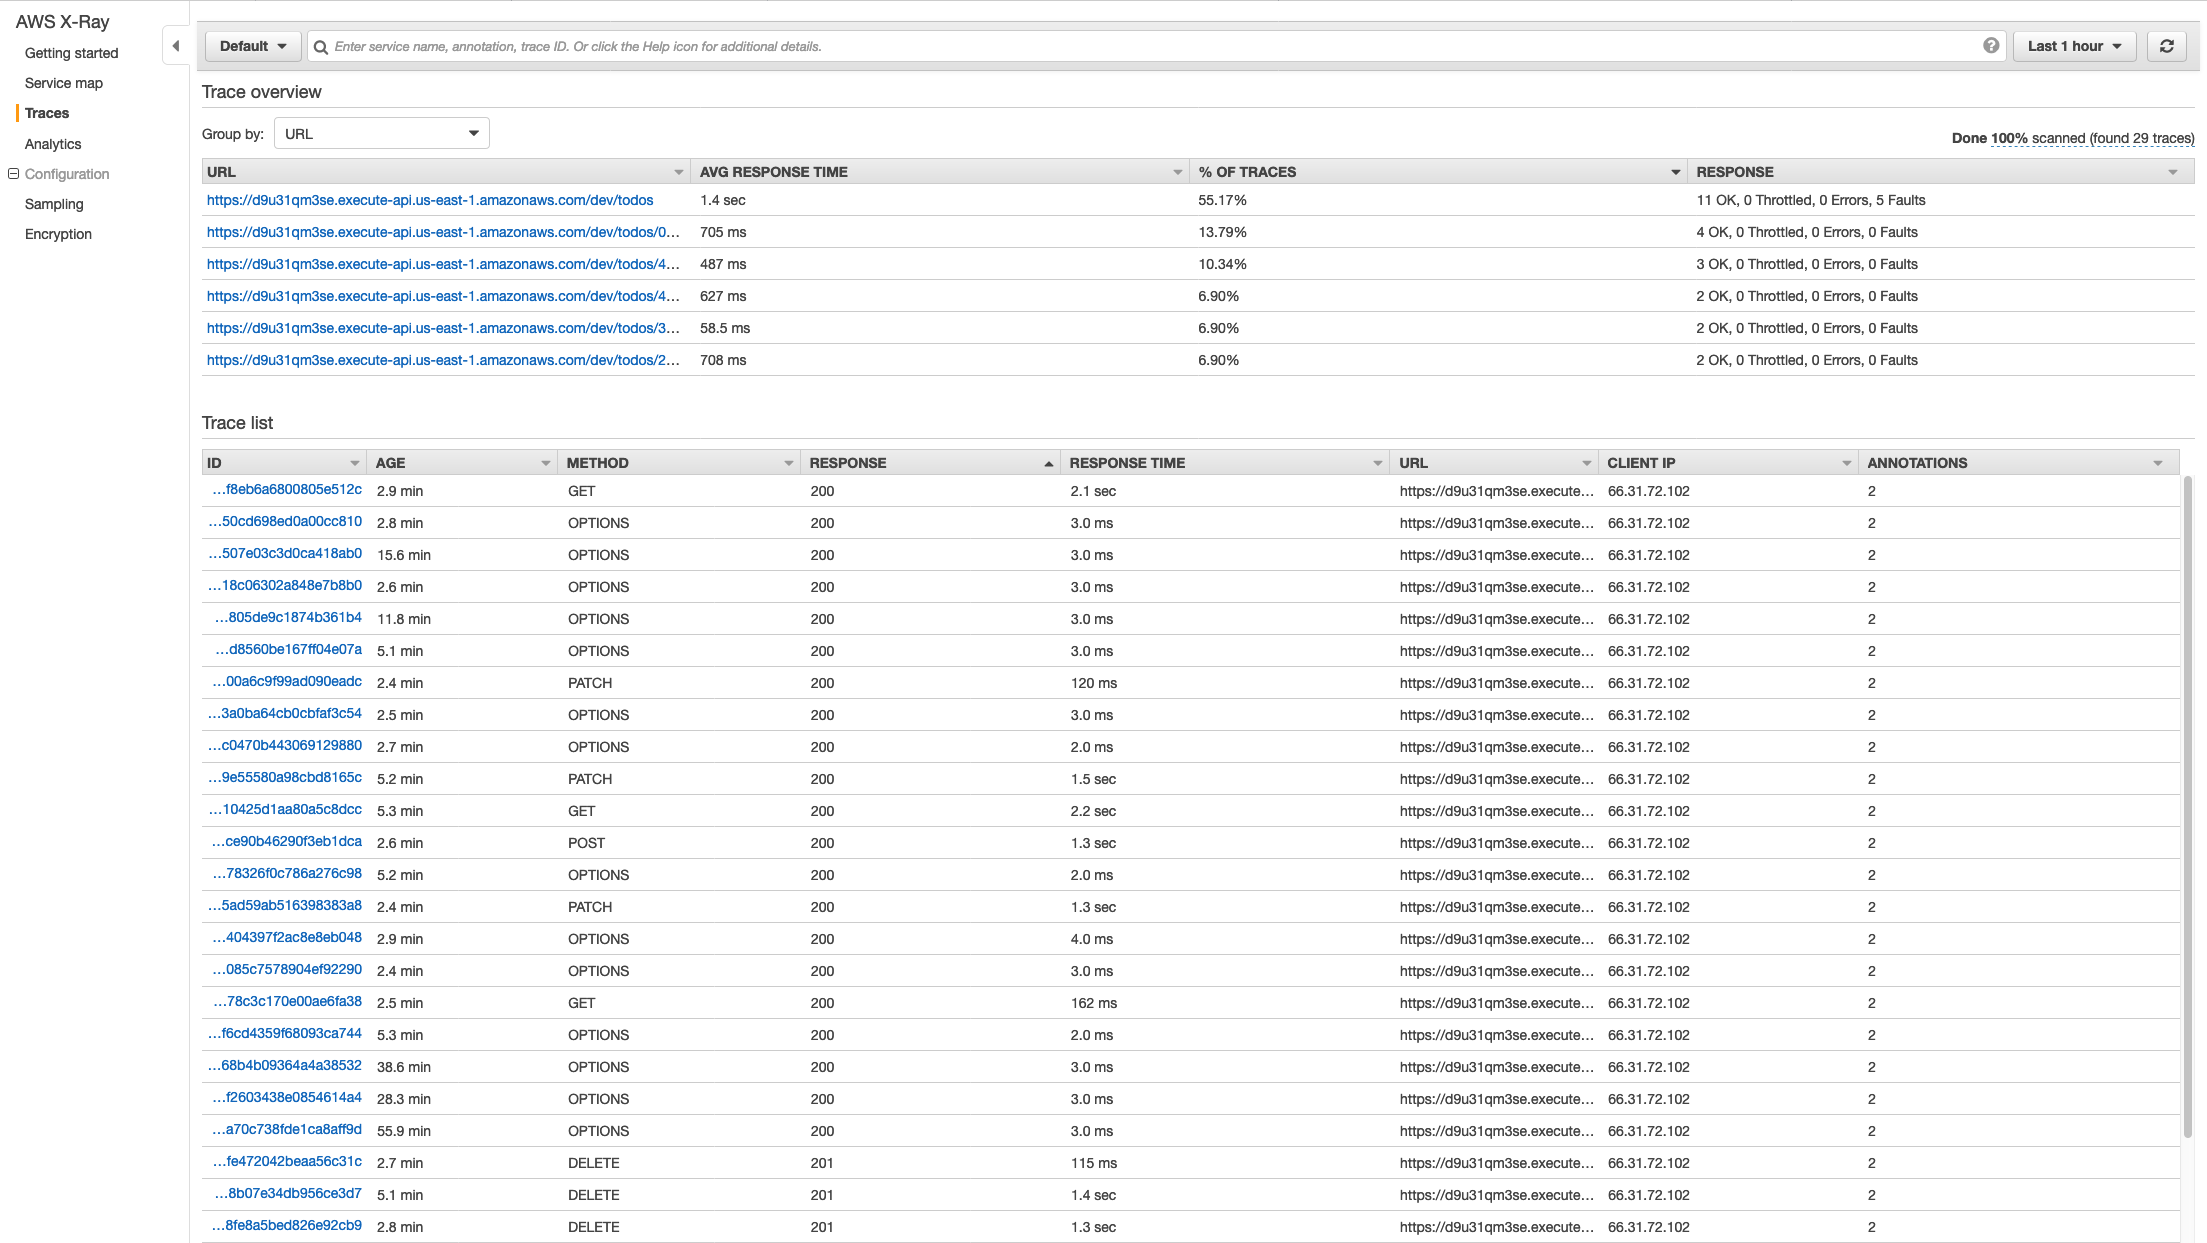 AWS X-Ray
Getting started
Service map
Traces
Analytics
Configuration
Sampling
Encryption
Default
Enter service name, annotation, trace ID. Or click the Help icon for additional details.
?
Last 1 hour
Trace overview
Group by: URL
Done 100% scanned (found 29 traces)
URL AVG RESPONSE TIME % OF TRACES RESPONSE
https://d9u31qm3se.execute-api.us-east-1.amazonaws.com/dev/todos 1.4 sec 55.17% 11 OK, 0 Throttled, 0 Errors, 5 Faults
https://d9u31qm3se.execute-api.us-east-1.amazonaws.com/dev/todos/0... 705 ms 13.79% 4 OK, 0 Throttled, 0 Errors, 0 Faults
https://d9u31qm3se.execute-api.us-east-1.amazonaws.com/dev/todos/4... 487 ms 10.34% 3 OK, 0 Throttled, 0 Errors, 0 Faults
https://d9u31qm3se.execute-api.us-east-1.amazonaws.com/dev/todos/4... 627 ms 6.90% 2 OK, 0 Throttled, 0 Errors, 0 Faults
https://d9u31qm3se.execute-api.us-east-1.amazonaws.com/dev/todos/3... 58.5 ms 6.90% 2 OK, 0 Throttled, 0 Errors, 0 Faults
https://d9u31qm3se.execute-api.us-east-1.amazonaws.com/dev/todos/2... 708 ms 6.90% 2 OK, 0 Throttled, 0 Errors, 0 Faults
Trace list
ID AGE METHOD RESPONSE RESPONSE TIME URL CLIENT IP ANNOTATIONS
...f8eb6a6800805e512c 2.9 min GET 200 2.1 sec https://d9u31qm3se.execute... 66.31.72.102 2
...50cd698ed0a00cc810 2.8 min OPTIONS 200 3.0 ms https://d9u31qm3se.execute... 66.31.72.102 2
...507e03c3d0ca418ab0 15.6 min OPTIONS 200 3.0 ms https://d9u31qm3se.execute... 66.31.72.102 2
...18c06302a848e7b8b0 2.6 min OPTIONS 200 3.0 ms https://d9u31qm3se.execute... 66.31.72.102 2
...805de9c1874b361b4 11.8 min OPTIONS 200 3.0 ms https://d9u31qm3se.execute... 66.31.72.102 2
...d8560be167ff04e07a 5.1 min OPTIONS 200 3.0 ms https://d9u31qm3se.execute... 66.31.72.102 2
...00a6c9f99ad090eadc 2.4 min PATCH 200 120 ms https://d9u31qm3se.execute... 66.31.72.102 2
...3a0ba64cb0cbfaf3c54 2.5 min OPTIONS 200 3.0 ms https://d9u31qm3se.execute... 66.31.72.102 2
...c0470b443069129880 2.7 min OPTIONS 200 2.0 ms https://d9u31qm3se.execute... 66.31.72.102 2
...9e55580a98cbd8165c 5.2 min PATCH 200 1.5 sec https://d9u31qm3se.execute... 66.31.72.102 2
...10425d1aa80a5c8dcc 5.3 min GET 200 2.2 sec https://d9u31qm3se.execute... 66.31.72.102 2
...ce90b46290f3eb1dca 2.6 min POST 200 1.3 sec https://d9u31qm3se.execute... 66.31.72.102 2
...78326f0c786a276c98 5.2 min OPTIONS 200 2.0 ms https://d9u31qm3se.execute... 66.31.72.102 2
...5ad59ab516398383a8 2.4 min PATCH 200 1.3 sec https://d9u31qm3se.execute... 66.31.72.102 2
...404397f2ac8e8eb048 2.9 min OPTIONS 200 4.0 ms https://d9u31qm3se.execute... 66.31.72.102 2
...085c7578904ef92290 2.4 min OPTIONS 200 3.0 ms https://d9u31qm3se.execute... 66.31.72.102 2
...78c3c170e00ae6fa38 2.5 min GET 200 162 ms https://d9u31qm3se.execute... 66.31.72.102 2
...f6cd4359f68093ca744 5.3 min OPTIONS 200 2.0 ms https://d9u31qm3se.execute... 66.31.72.102 2
...68b4b09364a4a38532 38.6 min OPTIONS 200 3.0 ms https://d9u31qm3se.execute... 66.31.72.102 2
...f2603438e0854614a4 28.3 min OPTIONS 200 3.0 ms https://d9u31qm3se.execute... 66.31.72.102 2
...a70c738fde1ca8aff9d 55.9 min OPTIONS 200 3.0 ms https://d9u31qm3se.execute... 66.31.72.102 2
...fe472042beaa56c31c 2.7 min DELETE 201 115 ms https://d9u31qm3se.execute... 66.31.72.102 2
...8b07e34db956ce3d7 5.1 min DELETE 201 1.4 sec https://d9u31qm3se.execute... 66.31.72.102 2
...8fe8a5bed826e92cb9 2.8 min DELETE 201 1.3 sec https://d9u31qm3se.execute... 66.31.72.102 2